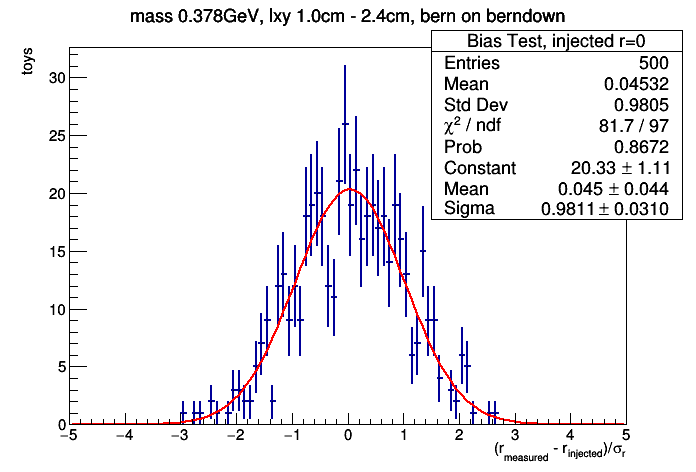 mass 0.378GeV, lxy 1.0cm - 2.4cm, bern on berndown
toys
Bias Test, injected r=0
Entries 500
Mean 0.04532
Std Dev 0.9805
χ² / ndf 81.7 / 97
Prob 0.8672
Constant 20.33 ± 1.11
Mean 0.045 ± 0.044
Sigma 0.9811 ± 0.0310
30
25
20
15
10
5
0
−5 −4 −3 −2 −1 0 1 2 3 4 5
(r_measured - r_injected)/σ_r